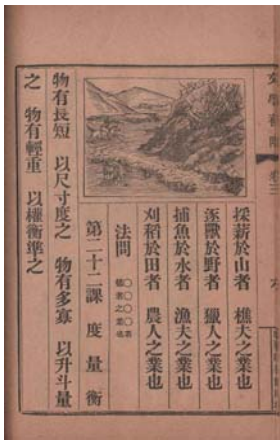 採薪於山者　樵夫之業也
逐獸於野者　獵人之業也
捕魚於水者　漁夫之業也
刈稻於田者　農人之業也
法問
第二十二課　度量衡
物有長短　以尺寸度之　物有多寡　以升斗量
之　物有輕重　以權衡準之